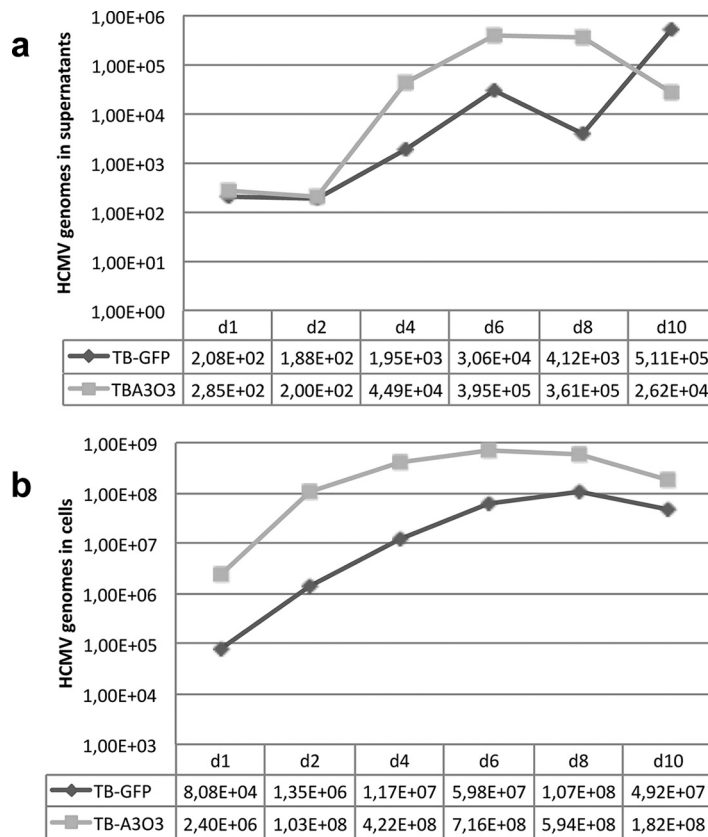 a
HCMV genomes in supernatants
1,00E+06
1,00E+05
1,00E+04
1,00E+03
1,00E+02
1,00E+01
1,00E+00
d1 d2 d4 d6 d8 d10
TB-GFP 2,08E+02 1,88E+02 1,95E+03 3,06E+04 4,12E+03 5,11E+05
TBA3O3 2,85E+02 2,00E+02 4,49E+04 3,95E+05 3,61E+05 2,62E+04
b
HCMV genomes in cells
1,00E+09
1,00E+08
1,00E+07
1,00E+06
1,00E+05
1,00E+04
1,00E+03
d1 d2 d4 d6 d8 d10
TB-GFP 8,08E+04 1,35E+06 1,17E+07 5,98E+07 1,07E+08 4,92E+07
TB-A3O3 2,40E+06 1,03E+08 4,22E+08 7,16E+08 5,94E+08 1,82E+08